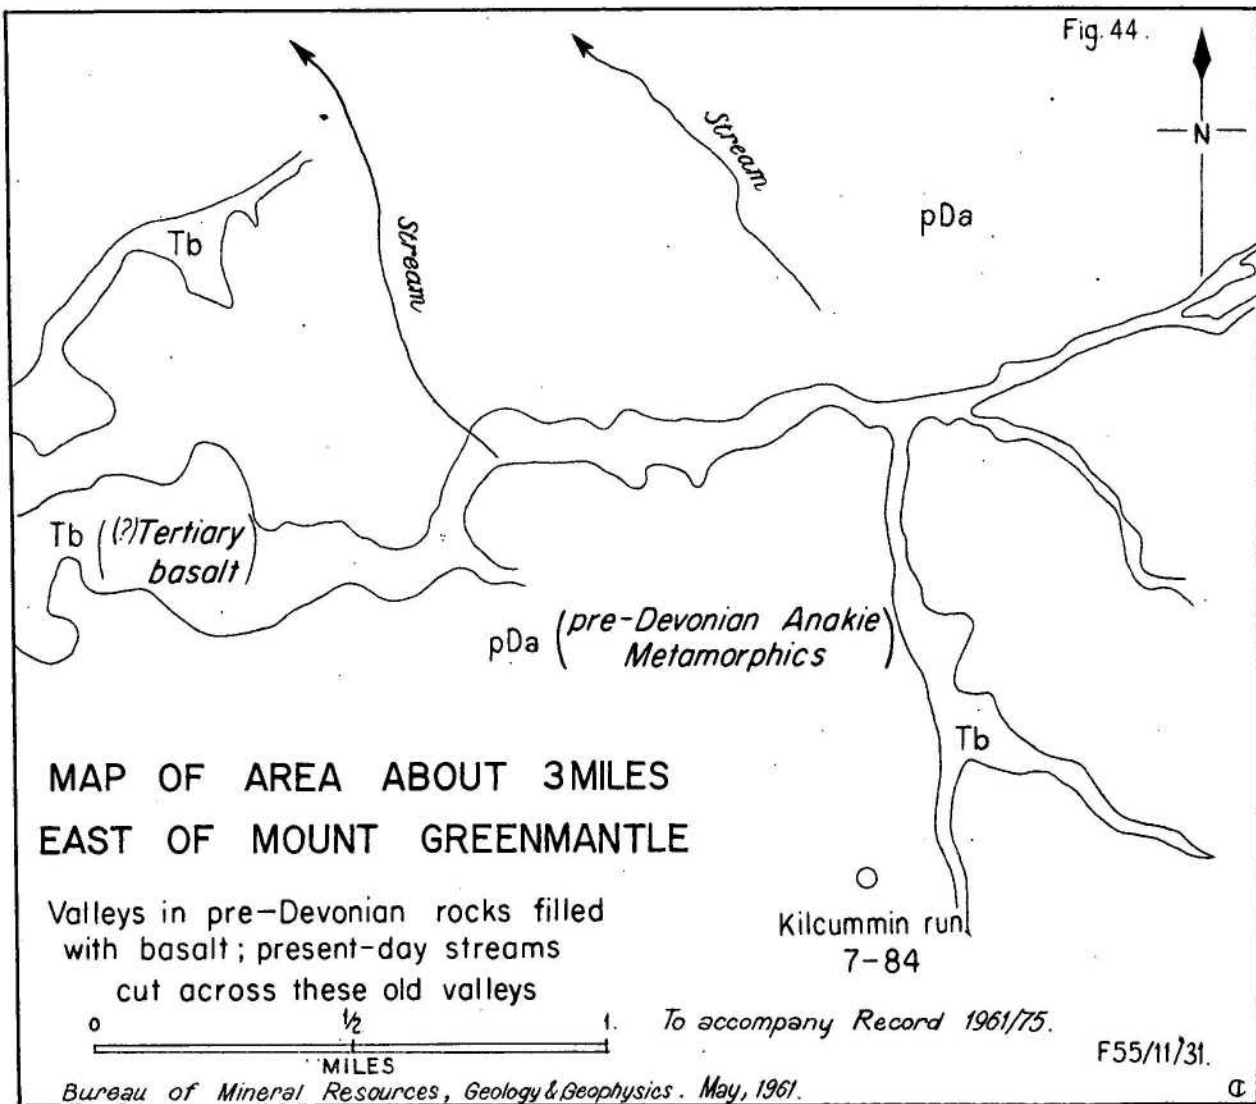 Fig. 44.
N
Stream
Stream
pDa
Tb
Tb ((?)Tertiary
basalt)
pDa (pre-Devonian Anakie
Metamorphics)
Tb
MAP OF AREA ABOUT 3 MILES
EAST OF MOUNT GREENMANTLE
Valleys in pre-Devonian rocks filled
with basalt; present-day streams
cut across these old valleys
Kilcummin run
7-84
0 1/2 1.
MILES
To accompany Record 1961/75.
F55/11/31.
Bureau of Mineral Resources, Geology & Geophysics. May, 1961.